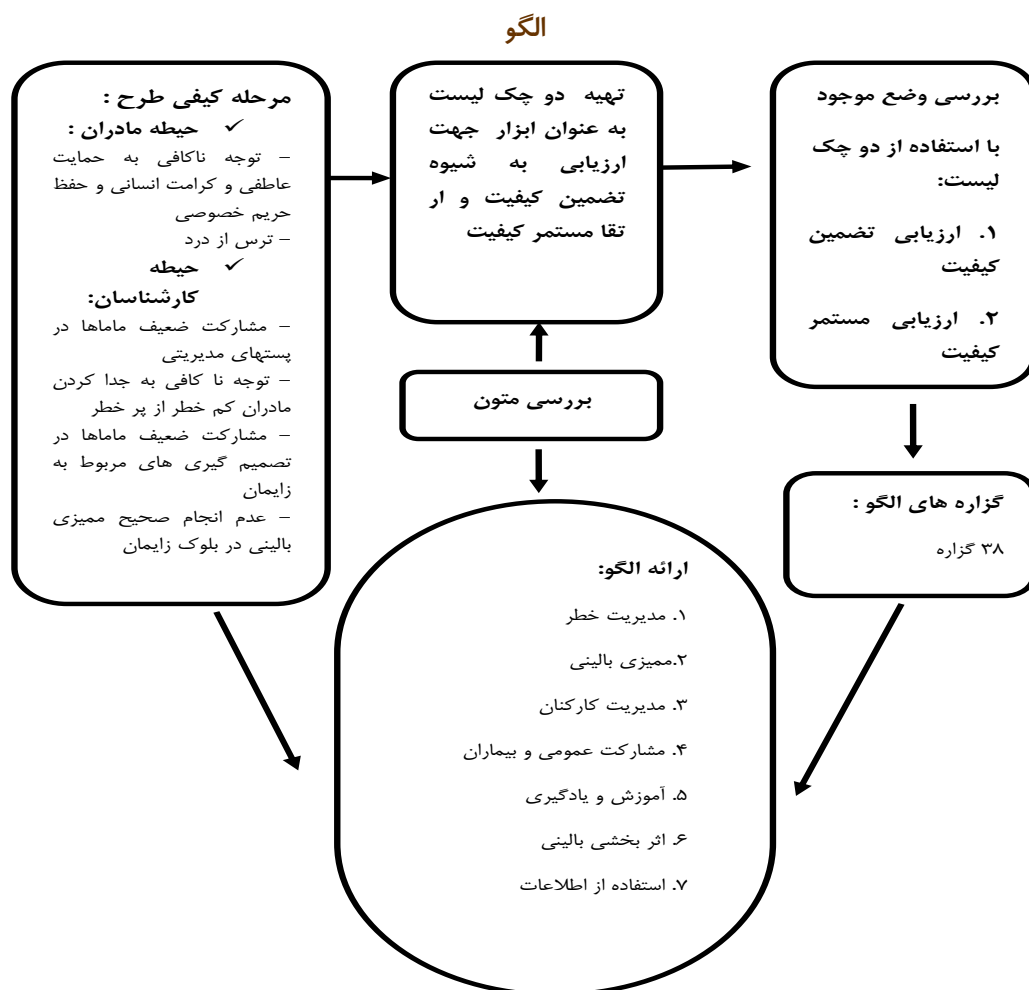 الگو
مرحله کیفی طرح :
✓ حیطه مادران :
– توجه ناکافی به حمایت
عاطفی و کرامت انسانی و حفظ
حریم خصوصی
– ترس از درد
✓ حیطه
کارشناسان:
– مشارکت ضعیف ماماها در
پستهای مدیریتی
– توجه نا کافی به جدا کردن
مادران کم خطر از پر خطر
– مشارکت ضعیف ماماها در
تصمیم گیری های مربوط به
زایمان
– عدم انجام صحیح ممیزی
بالینی در بلوک زایمان
تهیه دو چک لیست
به عنوان ابزار جهت
ارزیابی به شیوه
تضمین کیفیت و ار
تقا مستمر کیفیت
بررسی وضع موجود
با استفاده از دو چک
لیست:
۱. ارزیابی تضمین
کیفیت
۲. ارزیابی مستمر
کیفیت
بررسی متون
گزاره های الگو :
۳۸ گزاره
ارائه الگو:
۱. مدیریت خطر
۲.ممیزی بالینی
۳. مدیریت کارکنان
۴. مشارکت عمومی و بیماران
۵. آموزش و یادگیری
۶. اثر بخشی بالینی
۷. استفاده از اطلاعات